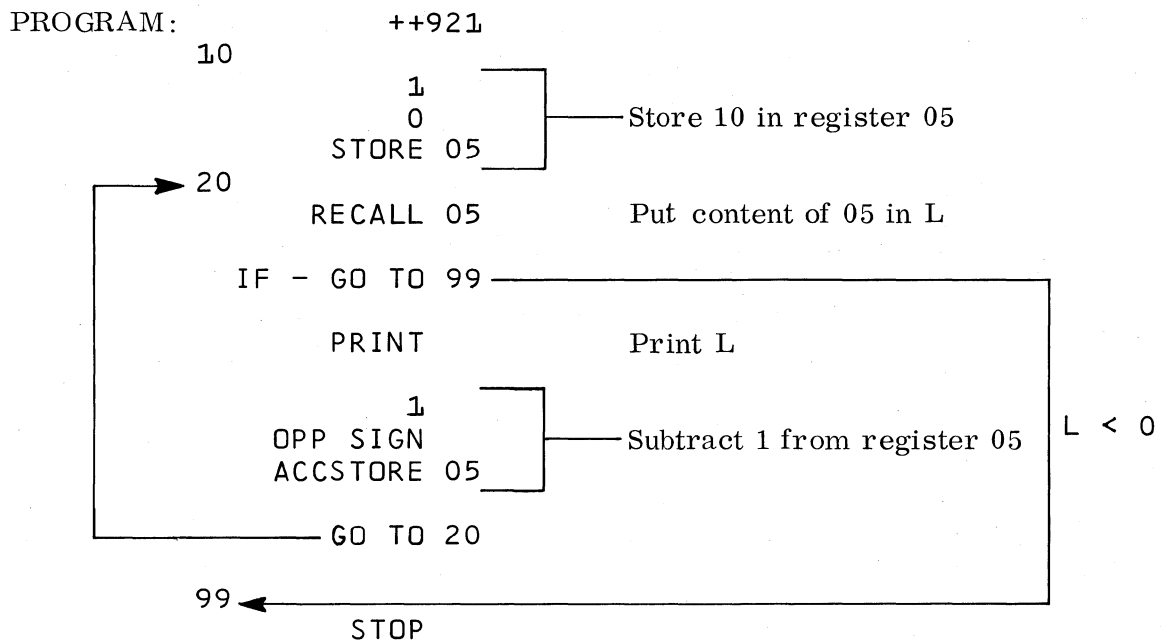 PROGRAM: ++921
10
1
0
STORE 05
Store 10 in register 05
20
RECALL 05 Put content of 05 in L
IF - GO TO 99
PRINT Print L
1
OPP SIGN
ACCSTORE 05
Subtract 1 from register 05
L < 0
GO TO 20
99
STOP